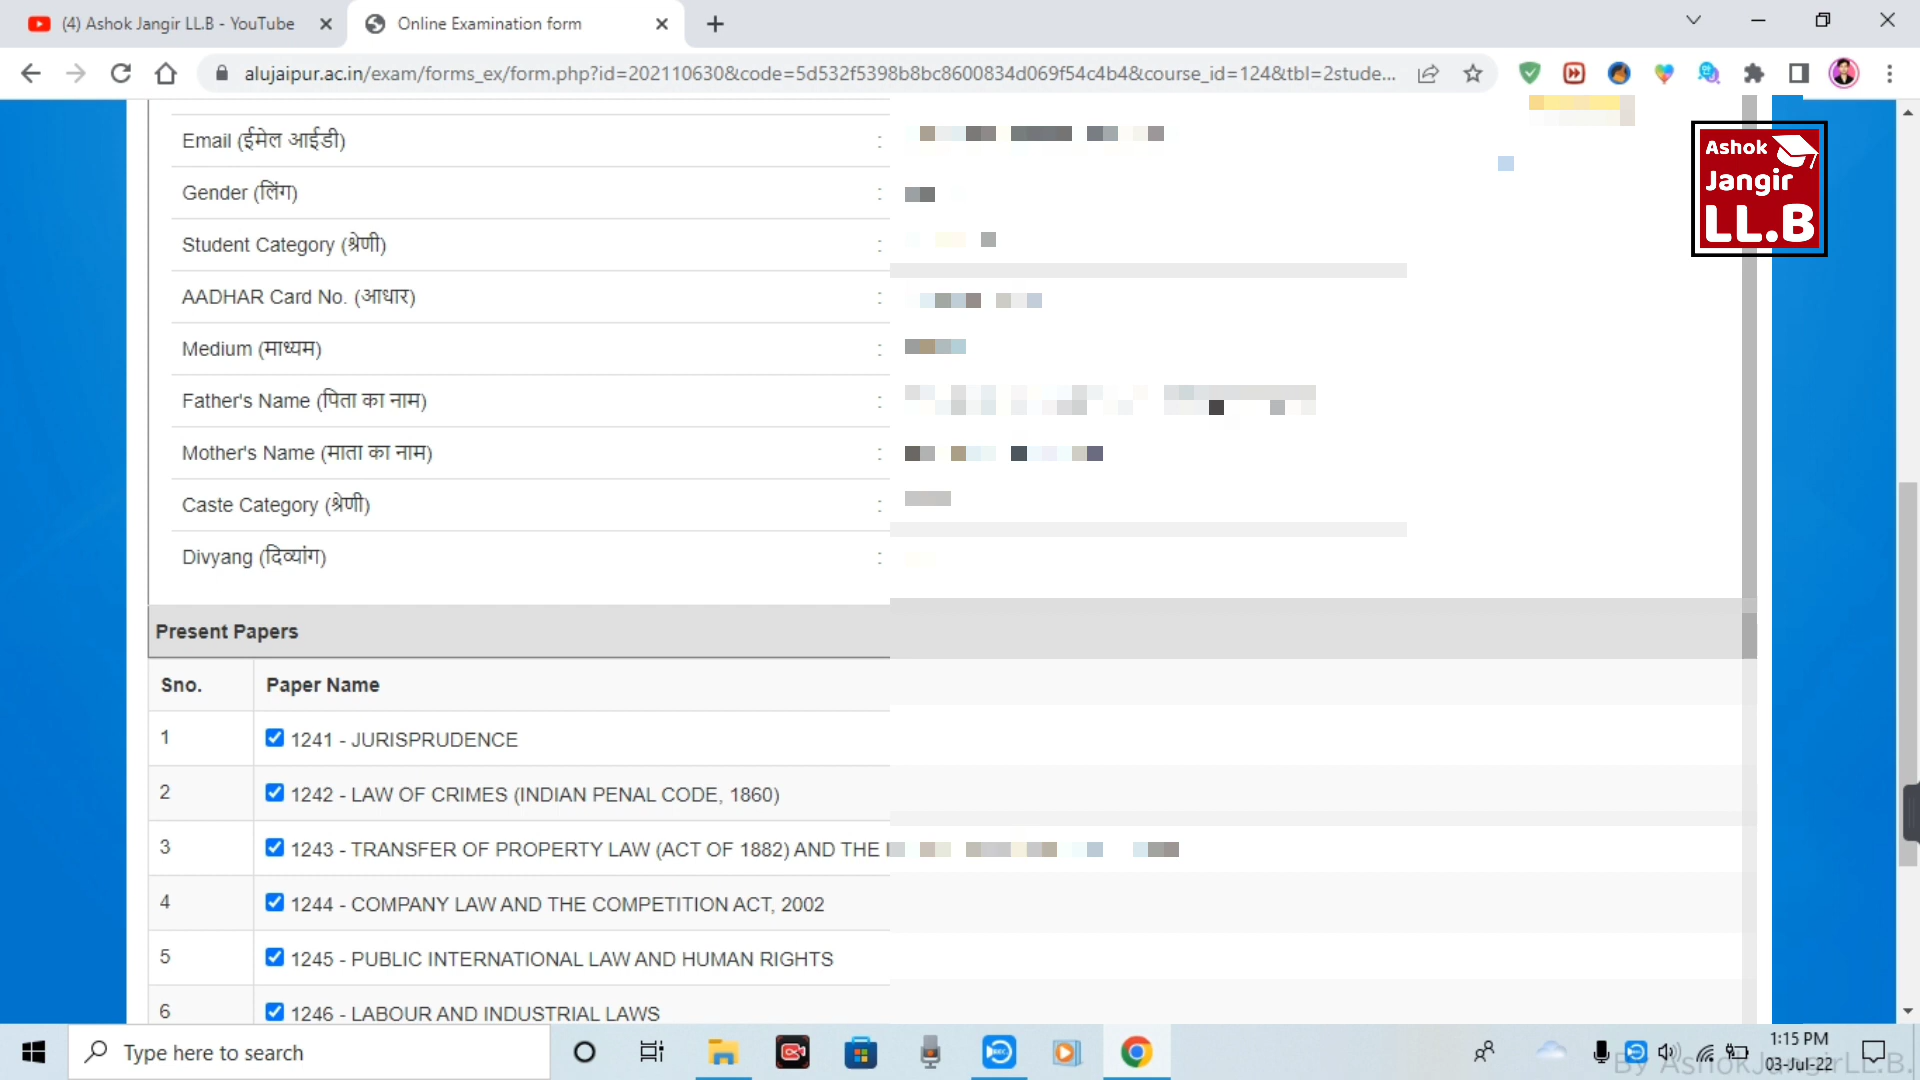 (4) Ashok Jangir LL.B - YouTube
Online Examination form
alujaipur.ac.in/exam/forms_ex/form.php?id=202110630&code=5d532f5398b8bc8600834d069f54c4b4&course_id=124&tbl=2stude...
Email (ईमेल आईडी) :
Gender (लिंग) :
Student Category (श्रेणी) :
AADHAR Card No. (आधार) :
Medium (माध्यम) :
Father's Name (पिता का नाम) :
Mother's Name (माता का नाम) :
Caste Category (श्रेणी) :
Divyang (दिव्यांग) :
Ashok
Jangir
LL.B
Present Papers
Sno. Paper Name
1 1241 - JURISPRUDENCE
2 1242 - LAW OF CRIMES (INDIAN PENAL CODE, 1860)
3 1243 - TRANSFER OF PROPERTY LAW (ACT OF 1882) AND THE
4 1244 - COMPANY LAW AND THE COMPETITION ACT, 2002
5 1245 - PUBLIC INTERNATIONAL LAW AND HUMAN RIGHTS
6 1246 - LABOUR AND INDUSTRIAL LAWS
Type here to search
1:15 PM
03-Jul-22
By AshokJangirLL.B.